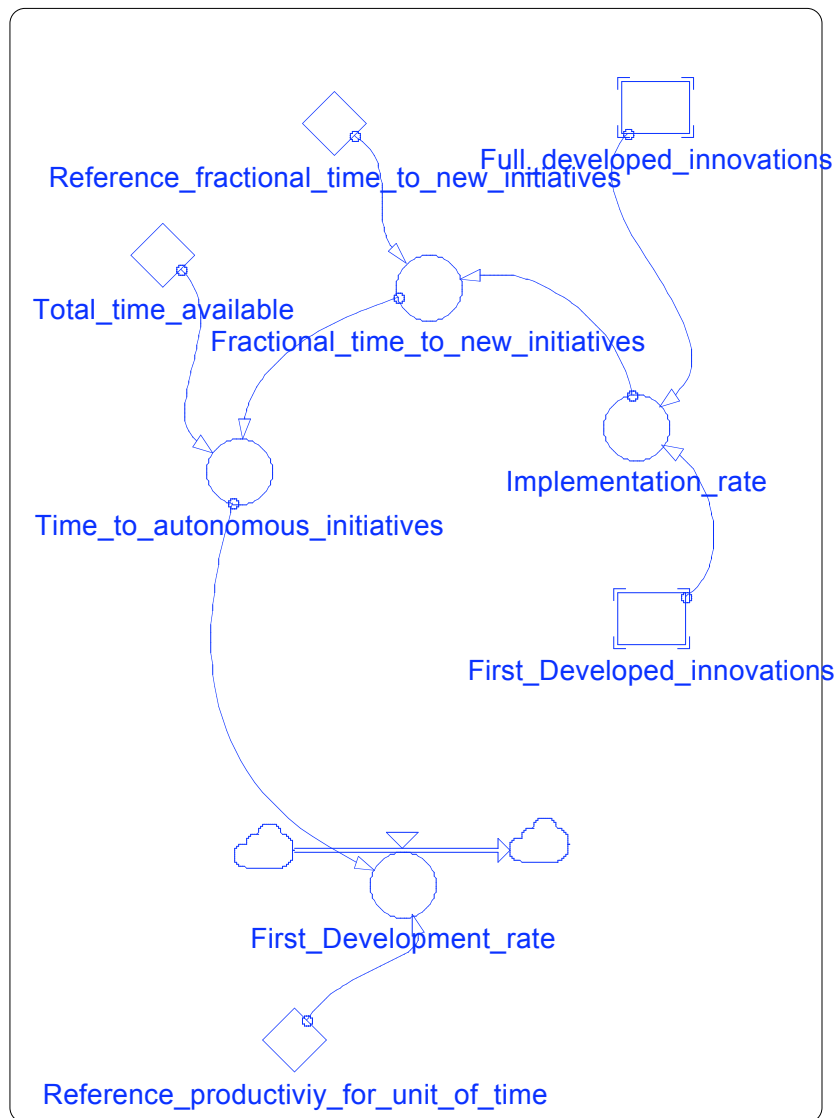 Full_developed_innovations
Reference_fractional_time_to_new_initiatives
Total_time_available
Fractional_time_to_new_initiatives
Implementation_rate
Time_to_autonomous_initiatives
First_Developed_innovations
First_Development_rate
Reference_productiviy_for_unit_of_time